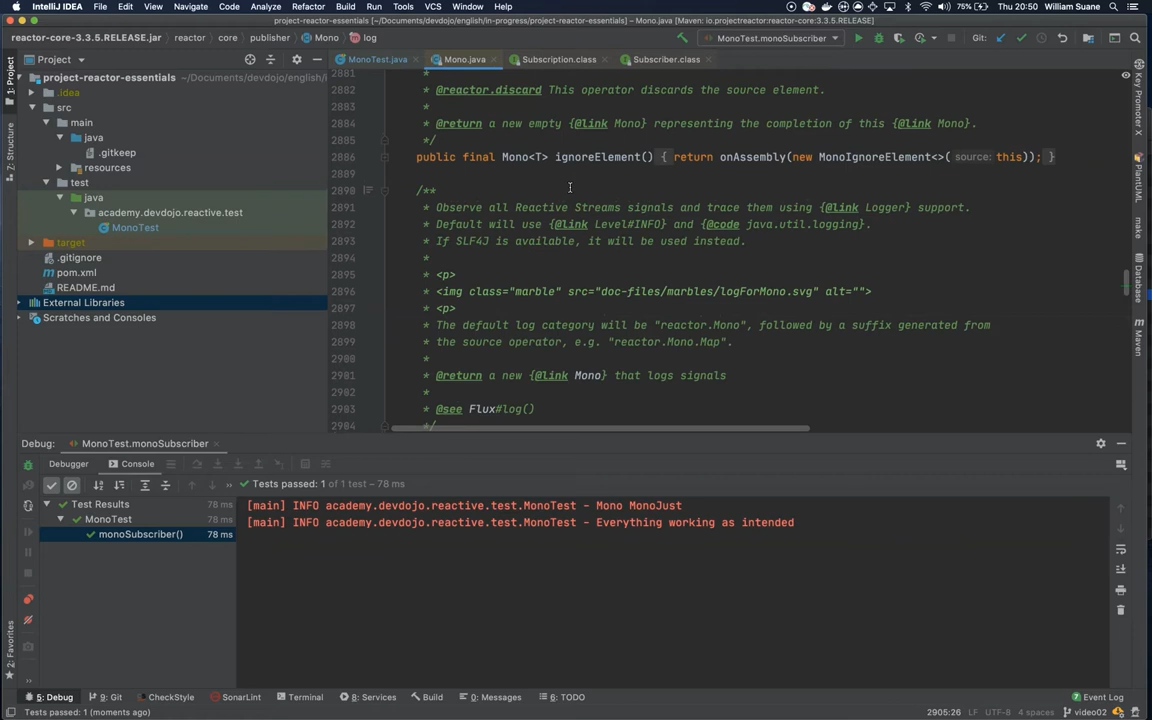 IntelliJ IDEA File Edit View Navigate Code Analyze Refactor Build Run Tools VCS Window Help 75% Thu 20:50 William Suane
project-reactor-essentials [~/Documents/devdojo/english/in-progress/project-reactor-essentials] – Mono.java [Maven: io.projectreactor:reactor-core:3.3.5.RELEASE]
reactor-core-3.3.5.RELEASE.jar reactor core publisher Mono log MonoTest.monoSubscriber Git:
Project MonoTest.java Mono.java Subscription.class Subscriber.class
project-reactor-essentials ~/Documents/devdojo/english/i
.idea
src
main
java
.gitkeep
resources
test
java
academy.devdojo.reactive.test
MonoTest
target
.gitignore
pom.xml
README.md
External Libraries
Scratches and Consoles
1: Project
7: Structure
2: Favorites
Key Promoter X
PlantUML
make
Database
Maven
2881 *
2882 * @reactor.discard This operator discards the source element.
2883 *
2884 * @return a new empty {@link Mono} representing the completion of this {@link Mono}.
2885 */
2886 public final Mono<T> ignoreElement() { return onAssembly(new MonoIgnoreElement<>( source: this)); }
2889
2890 /**
2891 * Observe all Reactive Streams signals and trace them using {@link Logger} support.
2892 * Default will use {@link Level#INFO} and {@code java.util.logging}.
2893 * If SLF4J is available, it will be used instead.
2894 *
2895 * <p>
2896 * <img class="marble" src="doc-files/marbles/logForMono.svg" alt="">
2897 * <p>
2898 * The default log category will be "reactor.Mono", followed by a suffix generated from
2899 * the source operator, e.g. "reactor.Mono.Map".
2900 *
2901 * @return a new {@link Mono} that logs signals
2902 *
2903 * @see Flux#log()
2904 */
Debug: MonoTest.monoSubscriber
Debugger Console
Tests passed: 1 of 1 test – 78 ms
Test Results 78 ms
MonoTest 78 ms
monoSubscriber() 78 ms
[main] INFO academy.devdojo.reactive.test.MonoTest - Mono MonoJust
[main] INFO academy.devdojo.reactive.test.MonoTest - Everything working as intended
5: Debug 9: Git CheckStyle SonarLint Terminal 8: Services Build 0: Messages 6: TODO Event Log
Tests passed: 1 (moments ago) 2905:26 LF UTF-8 4 spaces video02